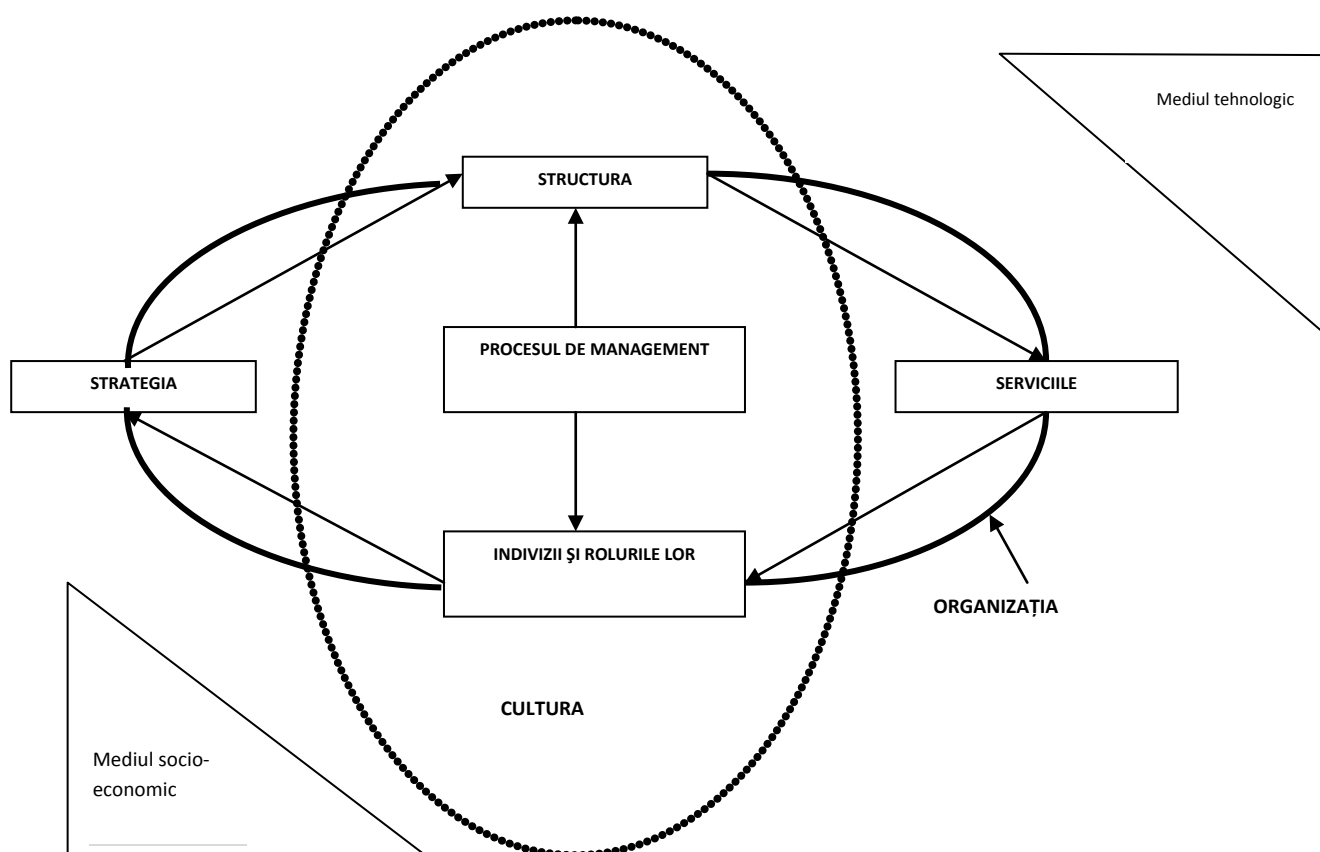 Mediul tehnologic
STRUCTURA
PROCESUL DE MANAGEMENT
STRATEGIA
SERVICIILE
INDIVIZII ŞI ROLURILE LOR
ORGANIZAȚIA
CULTURA
Mediul socio-
economic